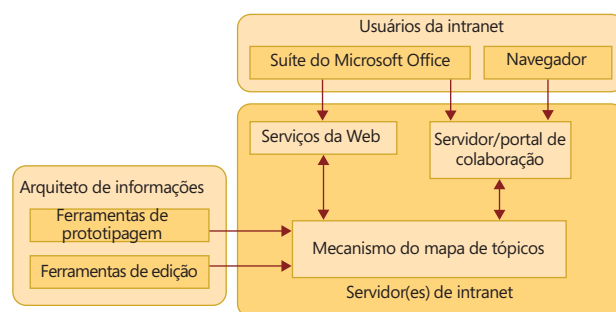 Usuários da intranet
Suíte do Microsoft Office
Navegador
Serviços da Web
Servidor/portal de
colaboração
Arquiteto de informações
Ferramentas de
prototipagem
Ferramentas de edição
Mecanismo do mapa de tópicos
Servidor(es) de intranet